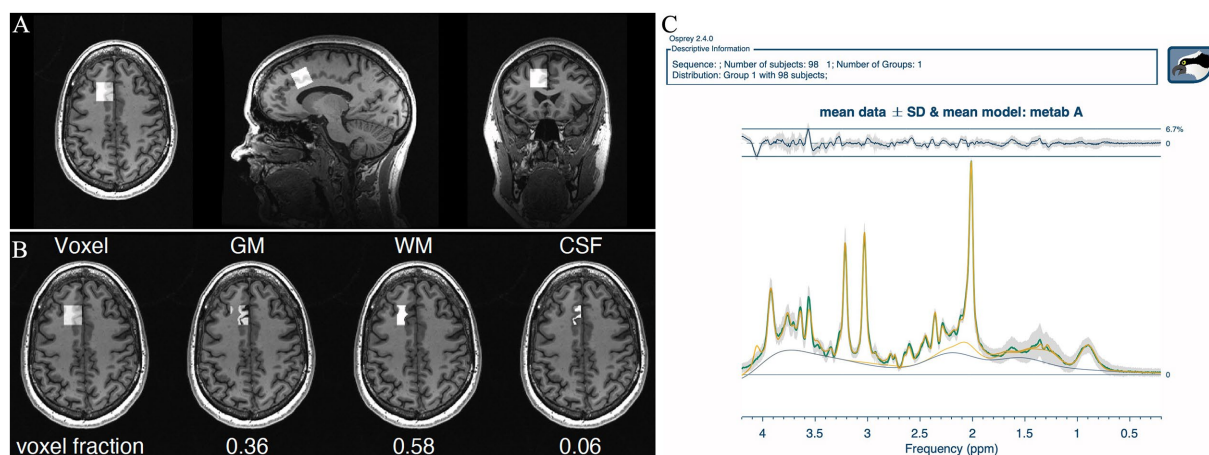 A
B
Voxel GM WM CSF
voxel fraction 0.36 0.58 0.06
C
Osprey 2.4.0
Descriptive Information
Sequence: ; Number of subjects: 98 1; Number of Groups: 1
Distribution: Group 1 with 98 subjects;
mean data ± SD & mean model: metab A
6.7%
0
0
4 3.5 3 2.5 2 1.5 1 0.5
Frequency (ppm)